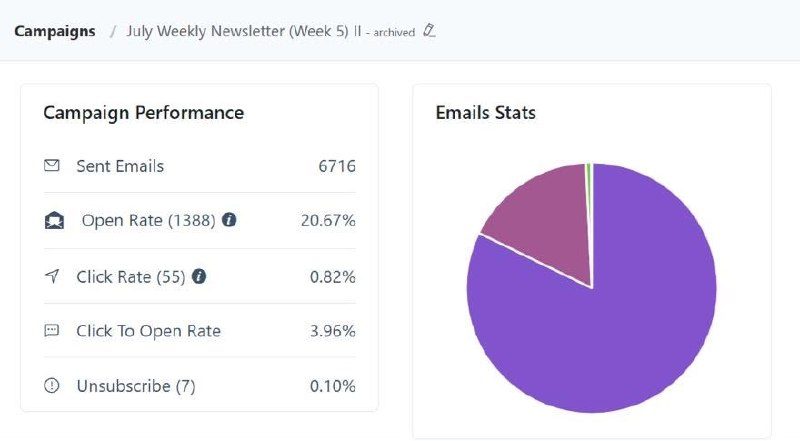 Campaigns / July Weekly Newsletter (Week 5) II - archived
Campaign Performance
Sent Emails 6716
Open Rate (1388) 20.67%
Click Rate (55) 0.82%
Click To Open Rate 3.96%
Unsubscribe (7) 0.10%
Emails Stats